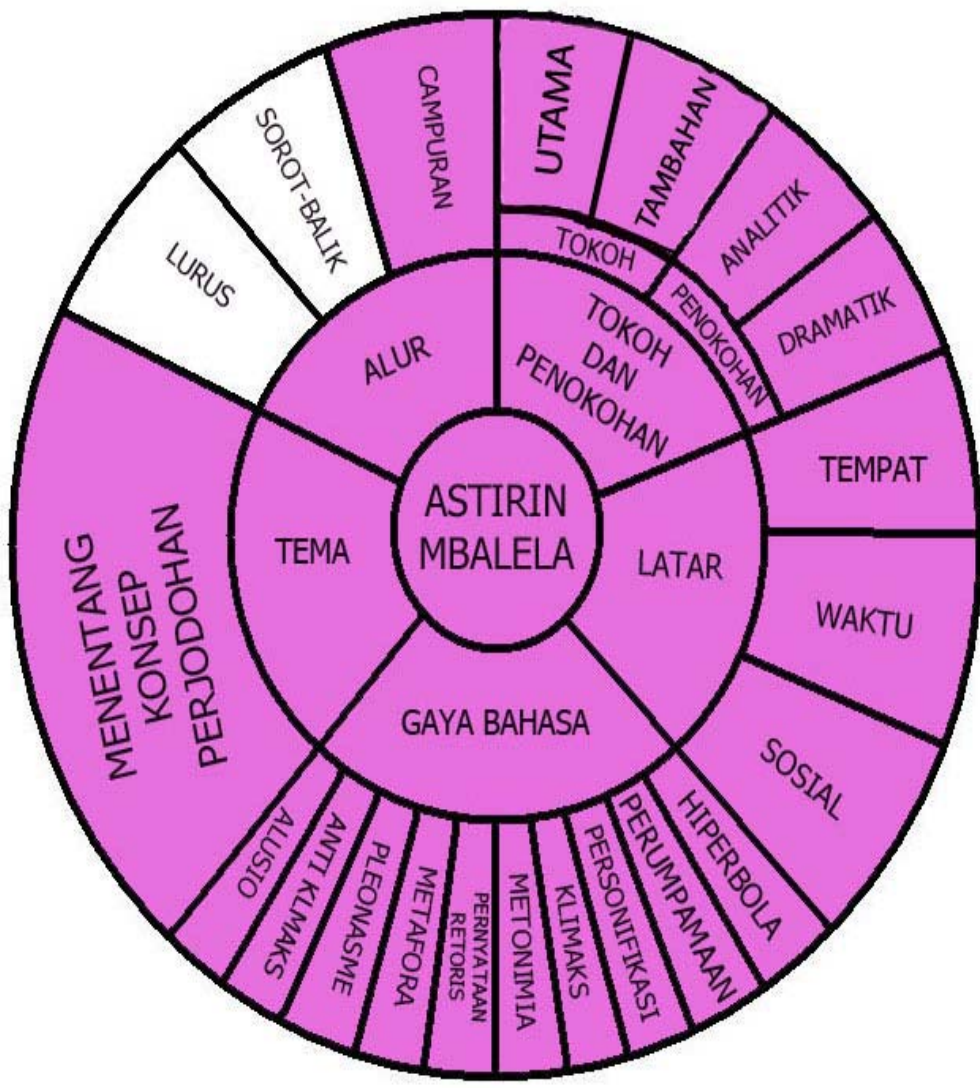 ASTIRIN
MBALELA
TOKOH
DAN
PENOKOHAN
TOKOH
UTAMA
TAMBAHAN
PENOKOHAN
ANALITIK
DRAMATIK
LATAR
TEMPAT
WAKTU
SOSIAL
GAYA BAHASA
HIPERBOLA
PERUMPAMAAN
PERSONIFIKASI
KLIMAKS
METONIMIA
PERNYATAAN
RETORIS
METAFORA
PLEONASME
ANTI KLMAKS
ALUSIO
TEMA
MENENTANG
KONSEP
PERJODOHAN
ALUR
LURUS
SOROT-BALIK
CAMPURAN